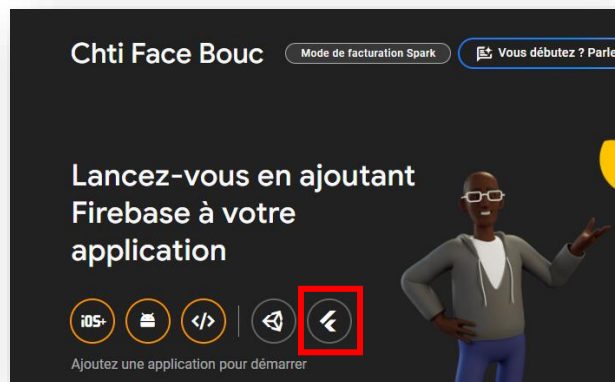 Chti Face Bouc
Mode de facturation Spark
Vous débutez ? Parle
Lancez-vous en ajoutant
Firebase à votre
application
iOS+
</>
Ajoutez une application pour démarrer